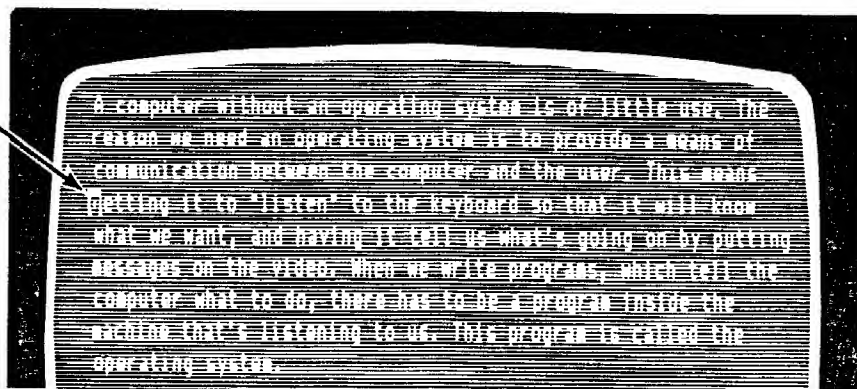 A computer without an operating system is of little use. The
reason we need an operating system is to provide a means of
communication between the computer and the user. This means
getting it to "listen" to the keyboard so that it will know
what we want, and having it tell us what's going on by putting
messages on the video. When we write programs, which tell the
computer what to do, there has to be a program inside the
machine that's listening to us. This program is called the
operating system.